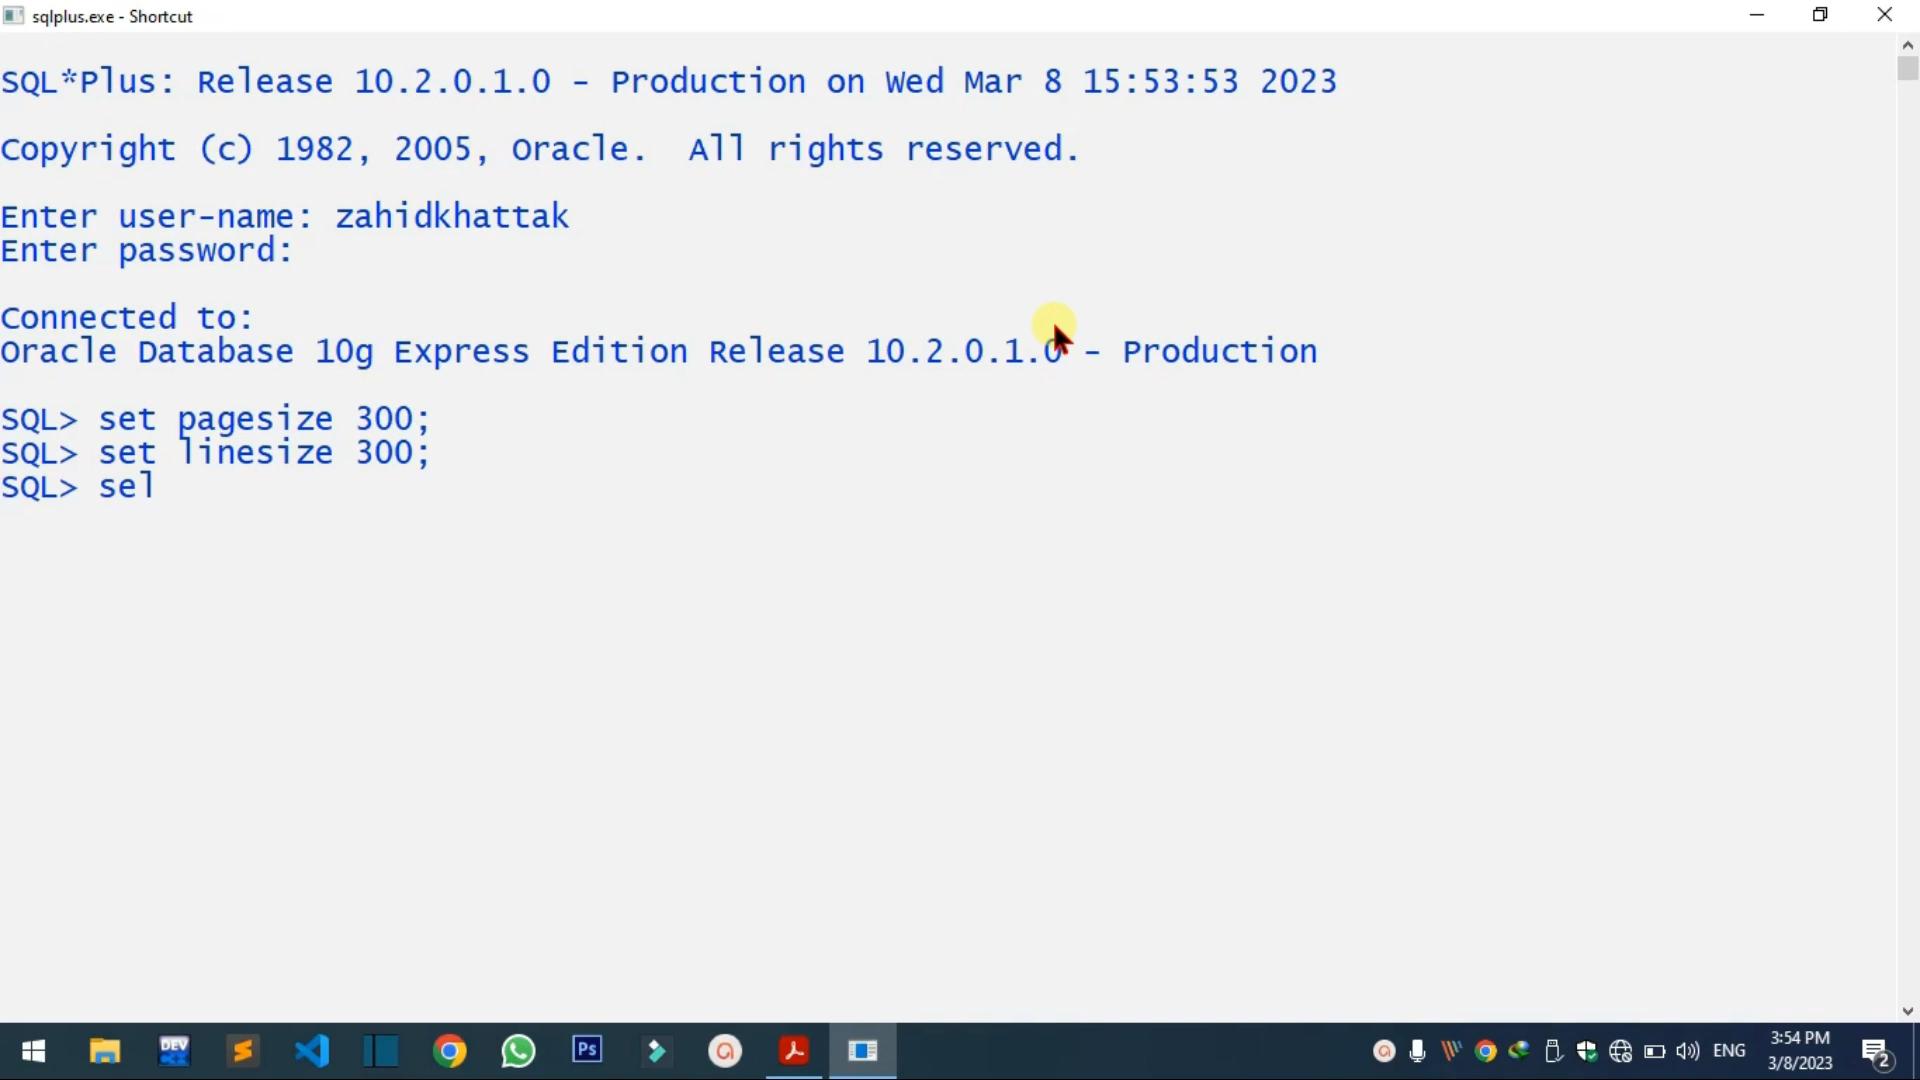 sqlplus.exe - Shortcut
SQL*Plus: Release 10.2.0.1.0 - Production on Wed Mar 8 15:53:53 2023
Copyright (c) 1982, 2005, Oracle.  All rights reserved.
Enter user-name: zahidkhattak
Enter password:
Connected to:
Oracle Database 10g Express Edition Release 10.2.0.1.0 - Production
SQL> set pagesize 300;
SQL> set linesize 300;
SQL> sel
DEV
Ps
ENG
3:54 PM
3/8/2023
2